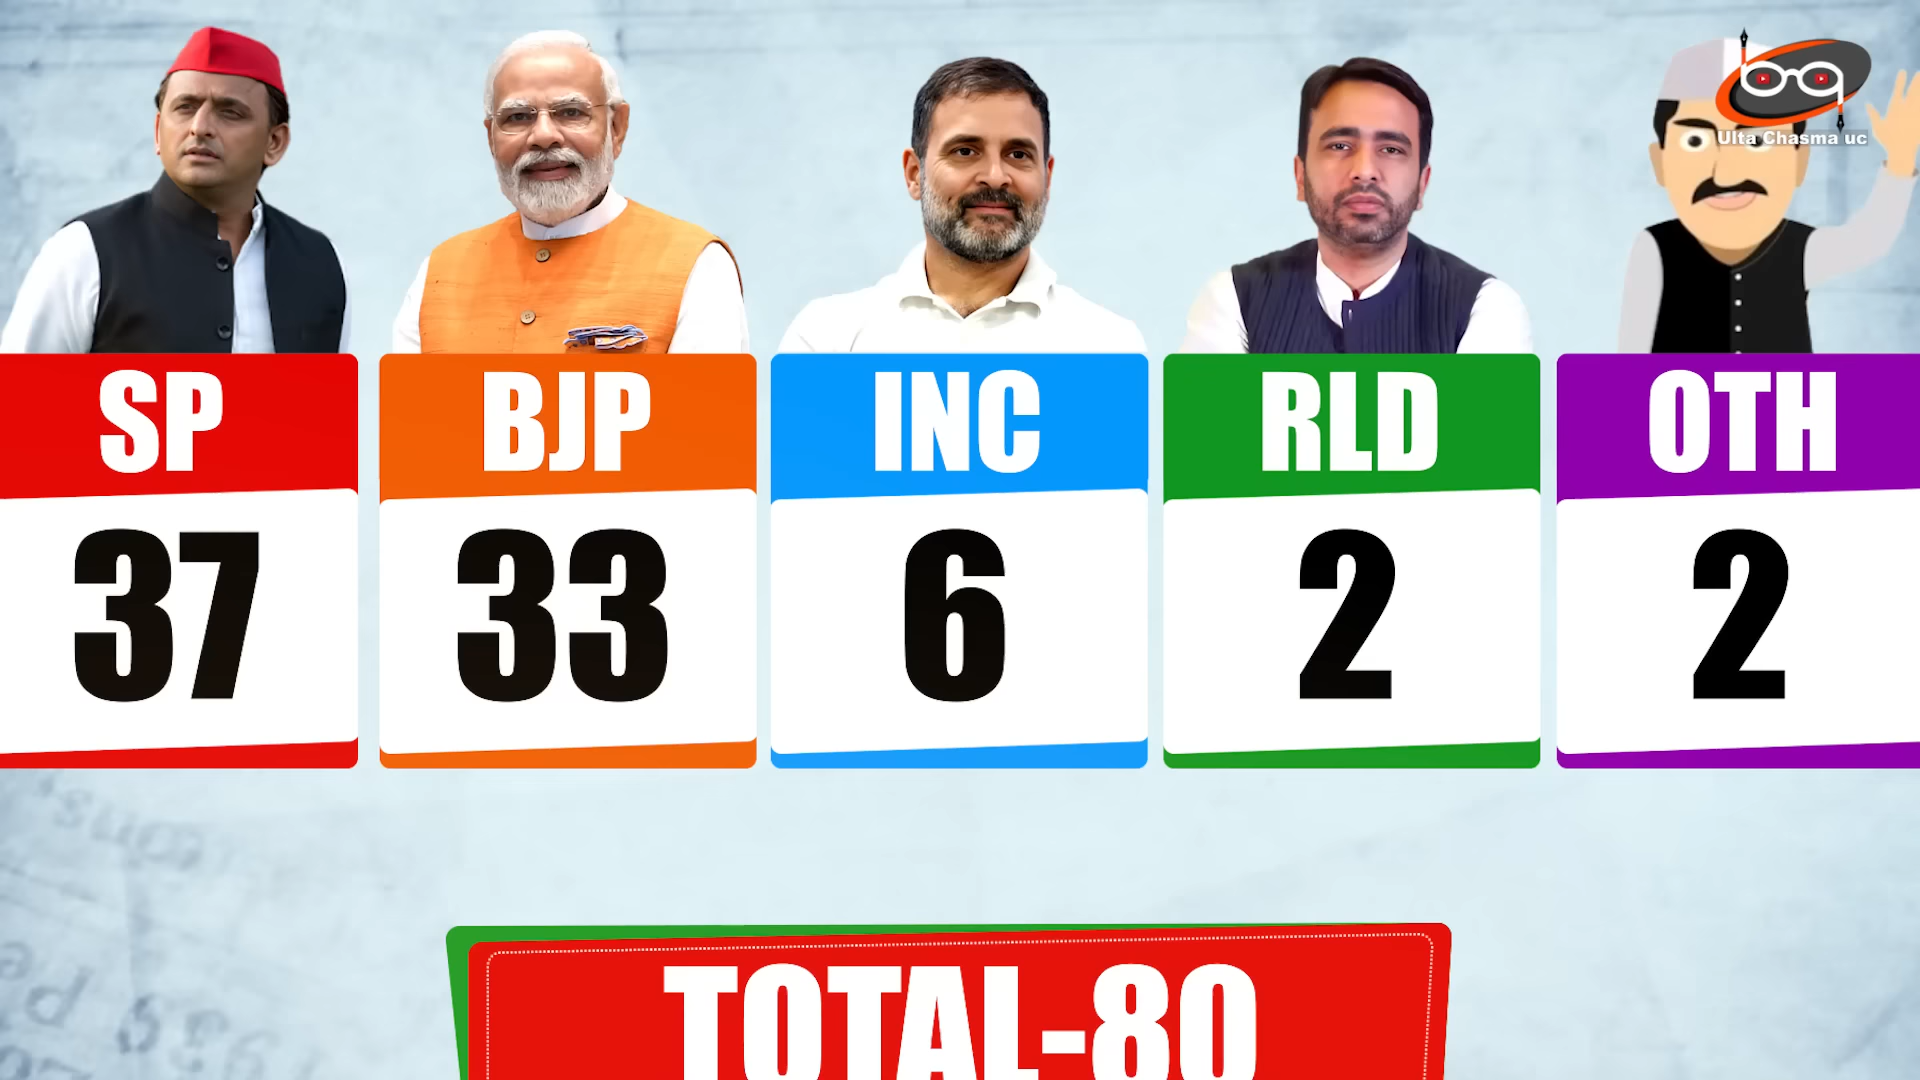 Ulta Chasma uc
SP
BJP
INC
RLD
OTH
37
33
6
2
2
TOTAL-80